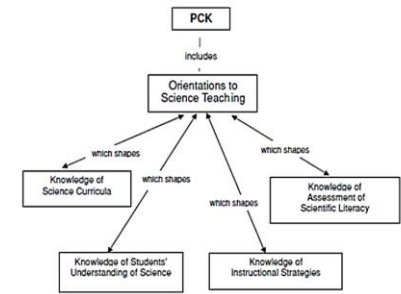 PCK
includes
Orientations to
Science Teaching
which shapes
which shapes
which shapes
which shapes
Knowledge of
Science Curricula
Knowledge of
Assessment of
Scientific Literacy
Knowledge of Students'
Understanding of Science
Knowledge of
Instructional Strategies